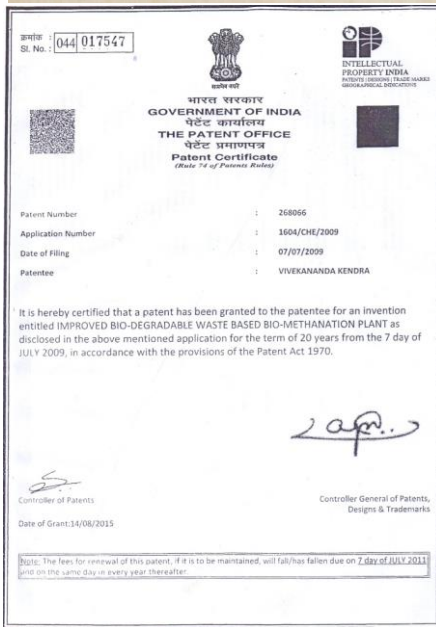 क्रमांक :
Sl. No. : 044 017547
सत्यमेव जयते
INTELLECTUAL
PROPERTY INDIA
PATENTS | DESIGNS | TRADE MARKS
GEOGRAPHICAL INDICATIONS
भारत सरकार
GOVERNMENT OF INDIA
पेटेंट कार्यालय
THE PATENT OFFICE
पेटेंट प्रमाणपत्र
Patent Certificate
(Rule 74 of Patents Rules)
Patent Number : 268066
Application Number : 1604/CHE/2009
Date of Filing : 07/07/2009
Patentee : VIVEKANANDA KENDRA
It is hereby certified that a patent has been granted to the patentee for an invention
entitled IMPROVED BIO-DEGRADABLE WASTE BASED BIO-METHANATION PLANT as
disclosed in the above mentioned application for the term of 20 years from the 7 day of
JULY 2009, in accordance with the provisions of the Patent Act 1970.
Controller of Patents
Controller General of Patents,
Designs & Trademarks
Date of Grant:14/08/2015
Note: The fees for renewal of this patent, if it is to be maintained, will fall/has fallen due on 7 day of JULY 2011
and on the same day in every year thereafter.